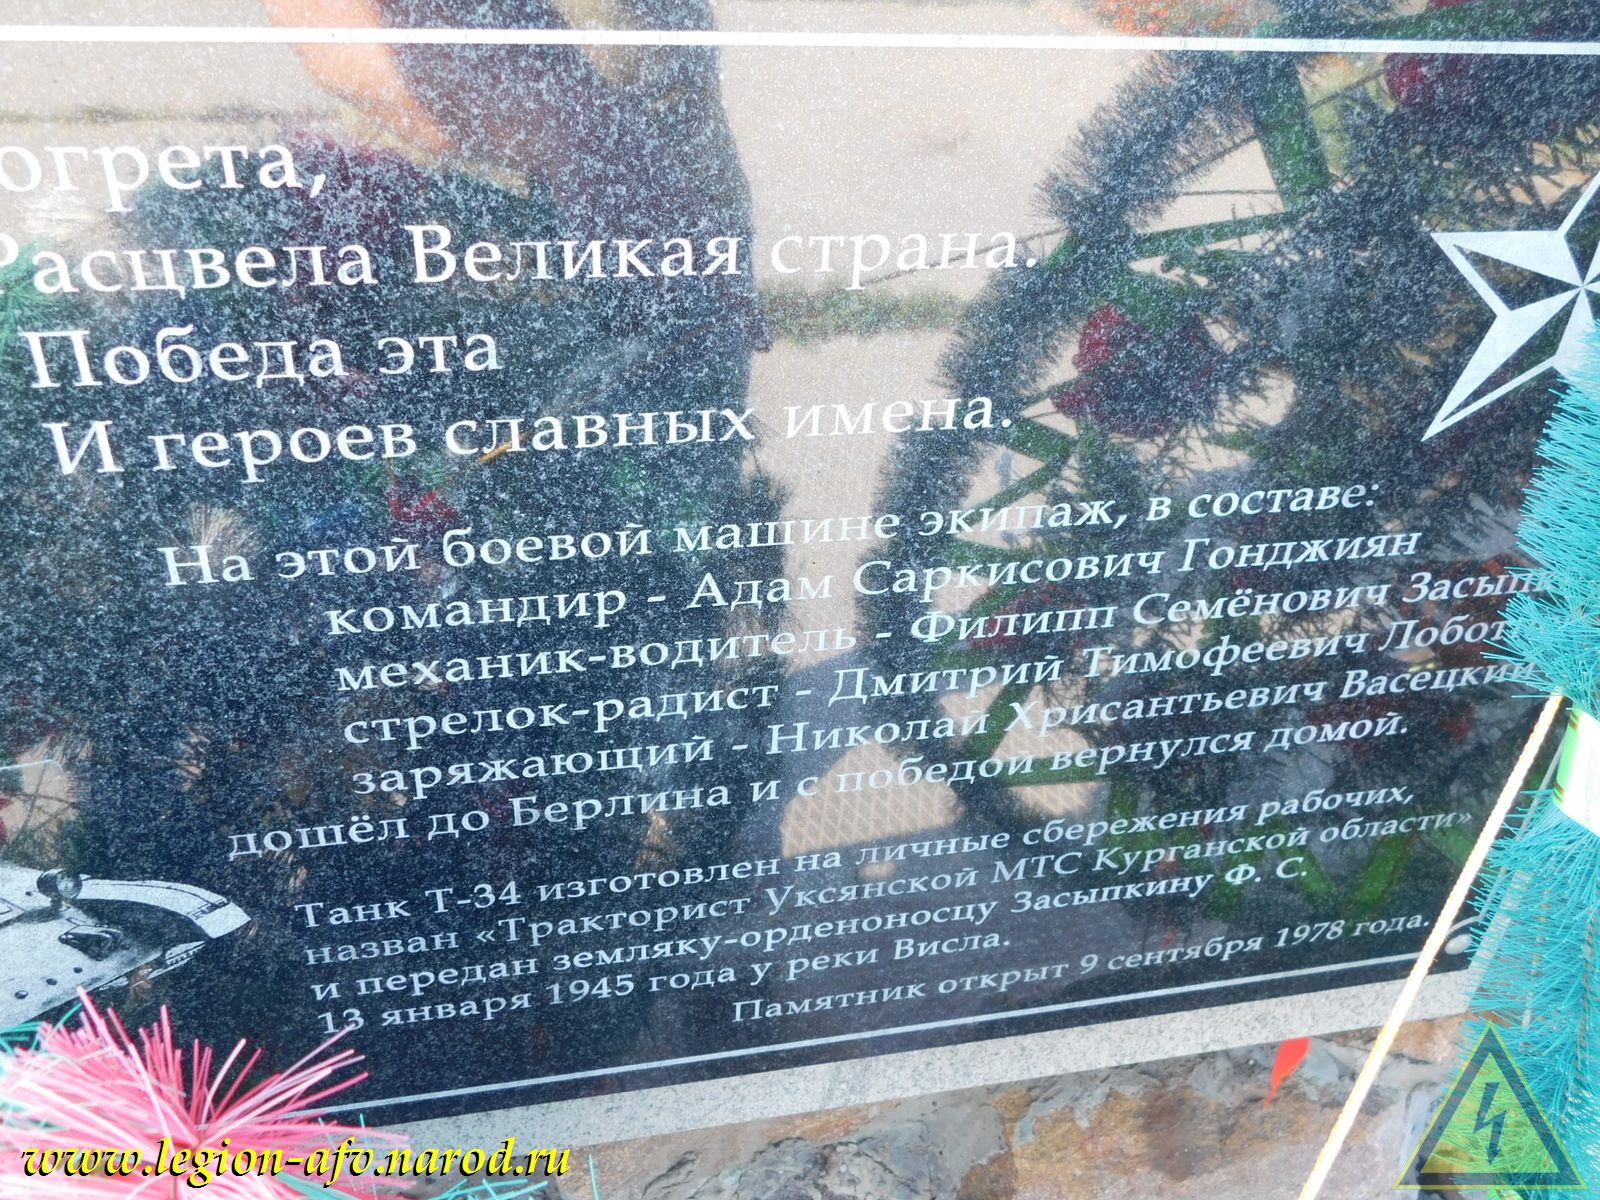 огрета,
Расцвела Великая страна.
Победа эта
И героев славных имена.
На этой боевой машине экипаж, в составе:
командир - Адам Саркисович Гонджиян
механик-водитель - Филипп Семёнович Засыпк
стрелок-радист - Дмитрий Тимофеевич Лобот
заряжающий - Николай Хрисантьевич Васецкий
дошёл до Берлина и с победой вернулся домой.
Танк Т-34 изготовлен на личные сбережения рабочих,
назван «Тракторист Уксянской МТС Курганской области»
и передан земляку-орденоносцу Засыпкину Ф. С.
13 января 1945 года у реки Висла.
Памятник открыт 9 сентября 1978 года.
www.legion-afv.narod.ru